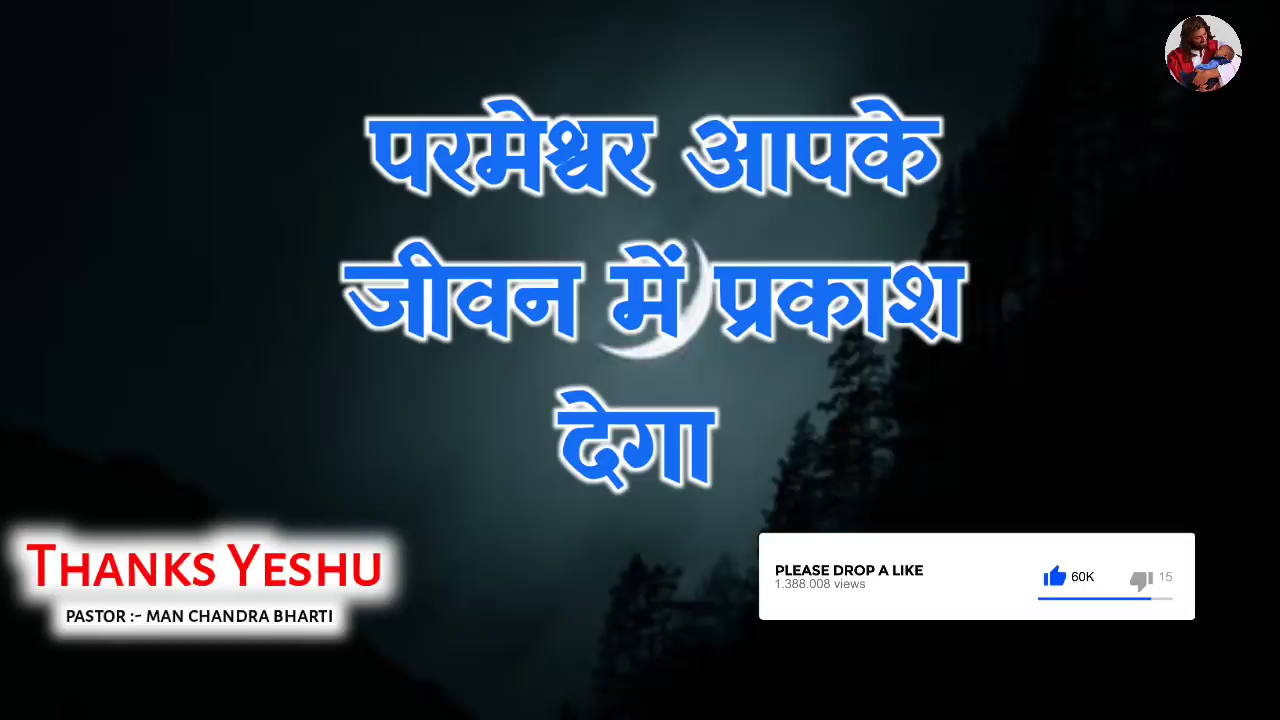 परमेश्वर आपके
जीवन में प्रकाश
देगा
THANKS YESHU
PASTOR :- MAN CHANDRA BHARTI
PLEASE DROP A LIKE
1.388.008 views
60K
15